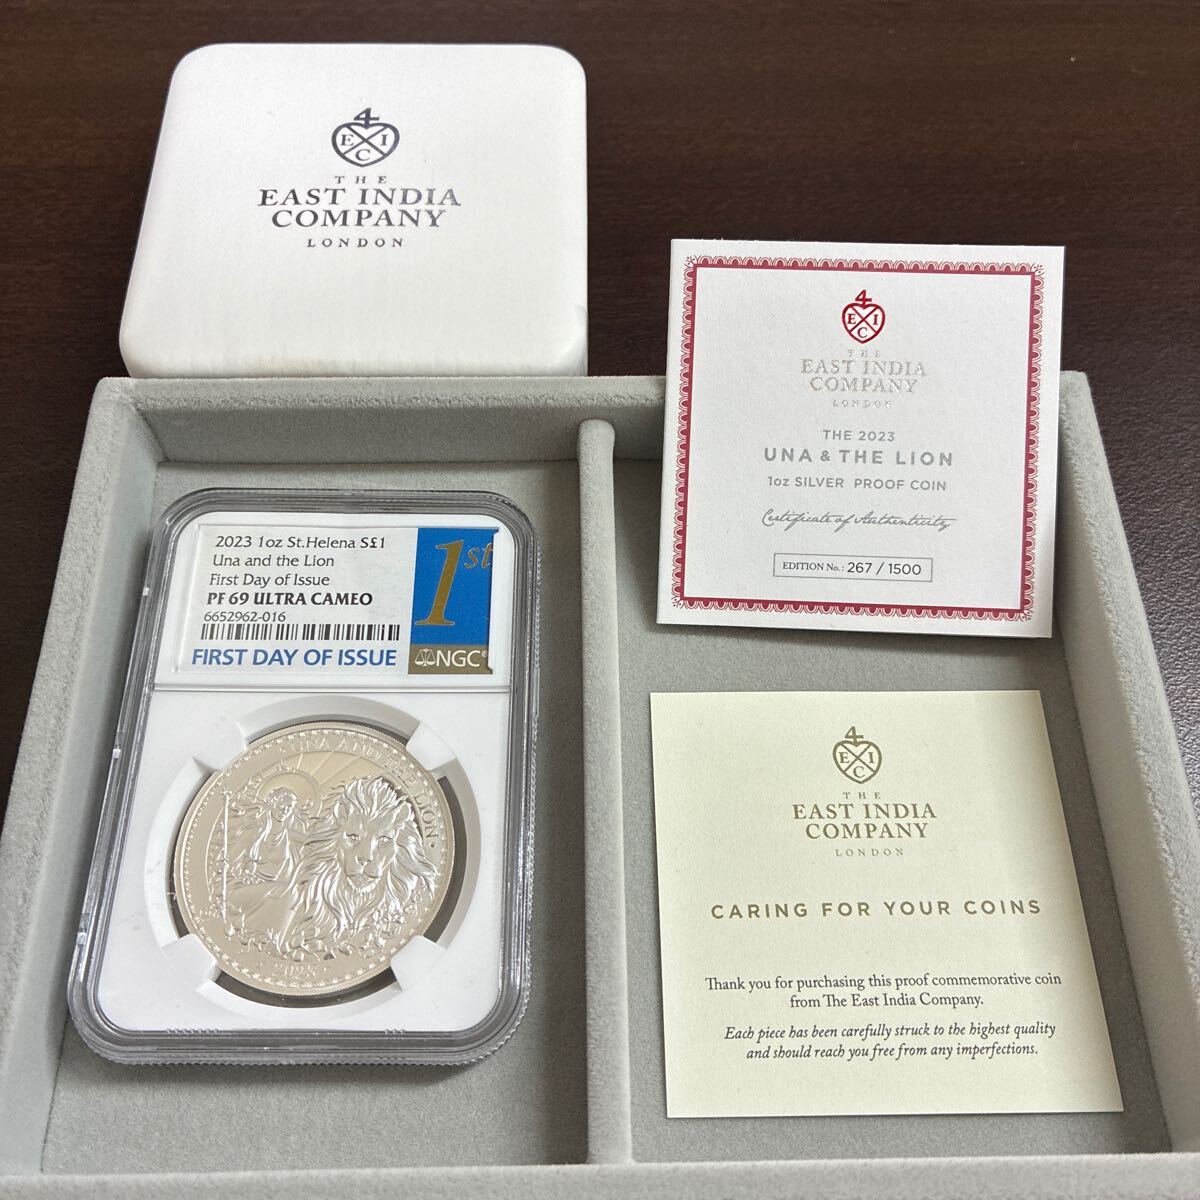 4
E I
C
THE
EAST INDIA
COMPANY
LONDON
4
E I
C
THE
EAST INDIA
COMPANY
LONDON
THE 2023
UNA & THE LION
1oz SILVER PROOF COIN
Certificate of Authenticity
EDITION No.: 267 / 1500
2023 1oz St.Helena S£1
Una and the Lion
First Day of Issue
PF 69 ULTRA CAMEO
6652962-016
FIRST DAY OF ISSUE
1st
NGC®
UNA AND THE LION
2023
4
E I
C
THE
EAST INDIA
COMPANY
LONDON
CARING FOR YOUR COINS
Thank you for purchasing this proof commemorative coin
from The East India Company.
Each piece has been carefully struck to the highest quality
and should reach you free from any imperfections.